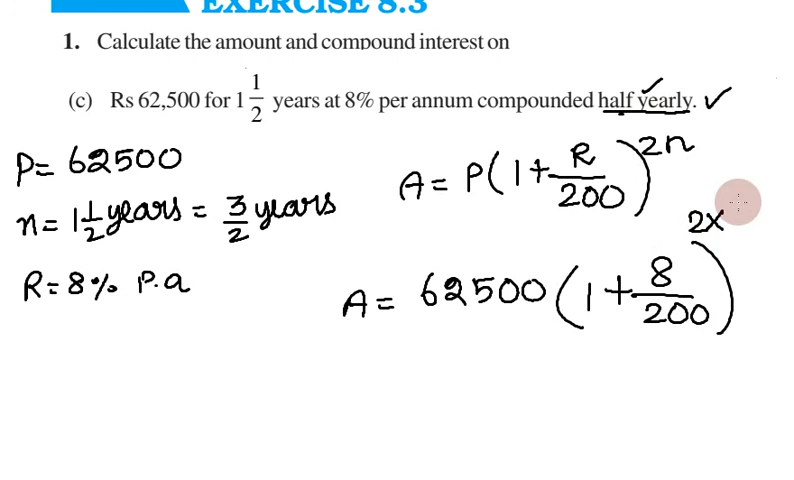 EXERCISE 8.3
1. Calculate the amount and compound interest on
(c) Rs 62,500 for 1 1/2 years at 8% per annum compounded half yearly. ✓
P= 62500
n= 1 1/2 years = 3/2 years
R= 8% p.a
A= P(1+R/200)^2n
A= 62500(1+8/200)^2x